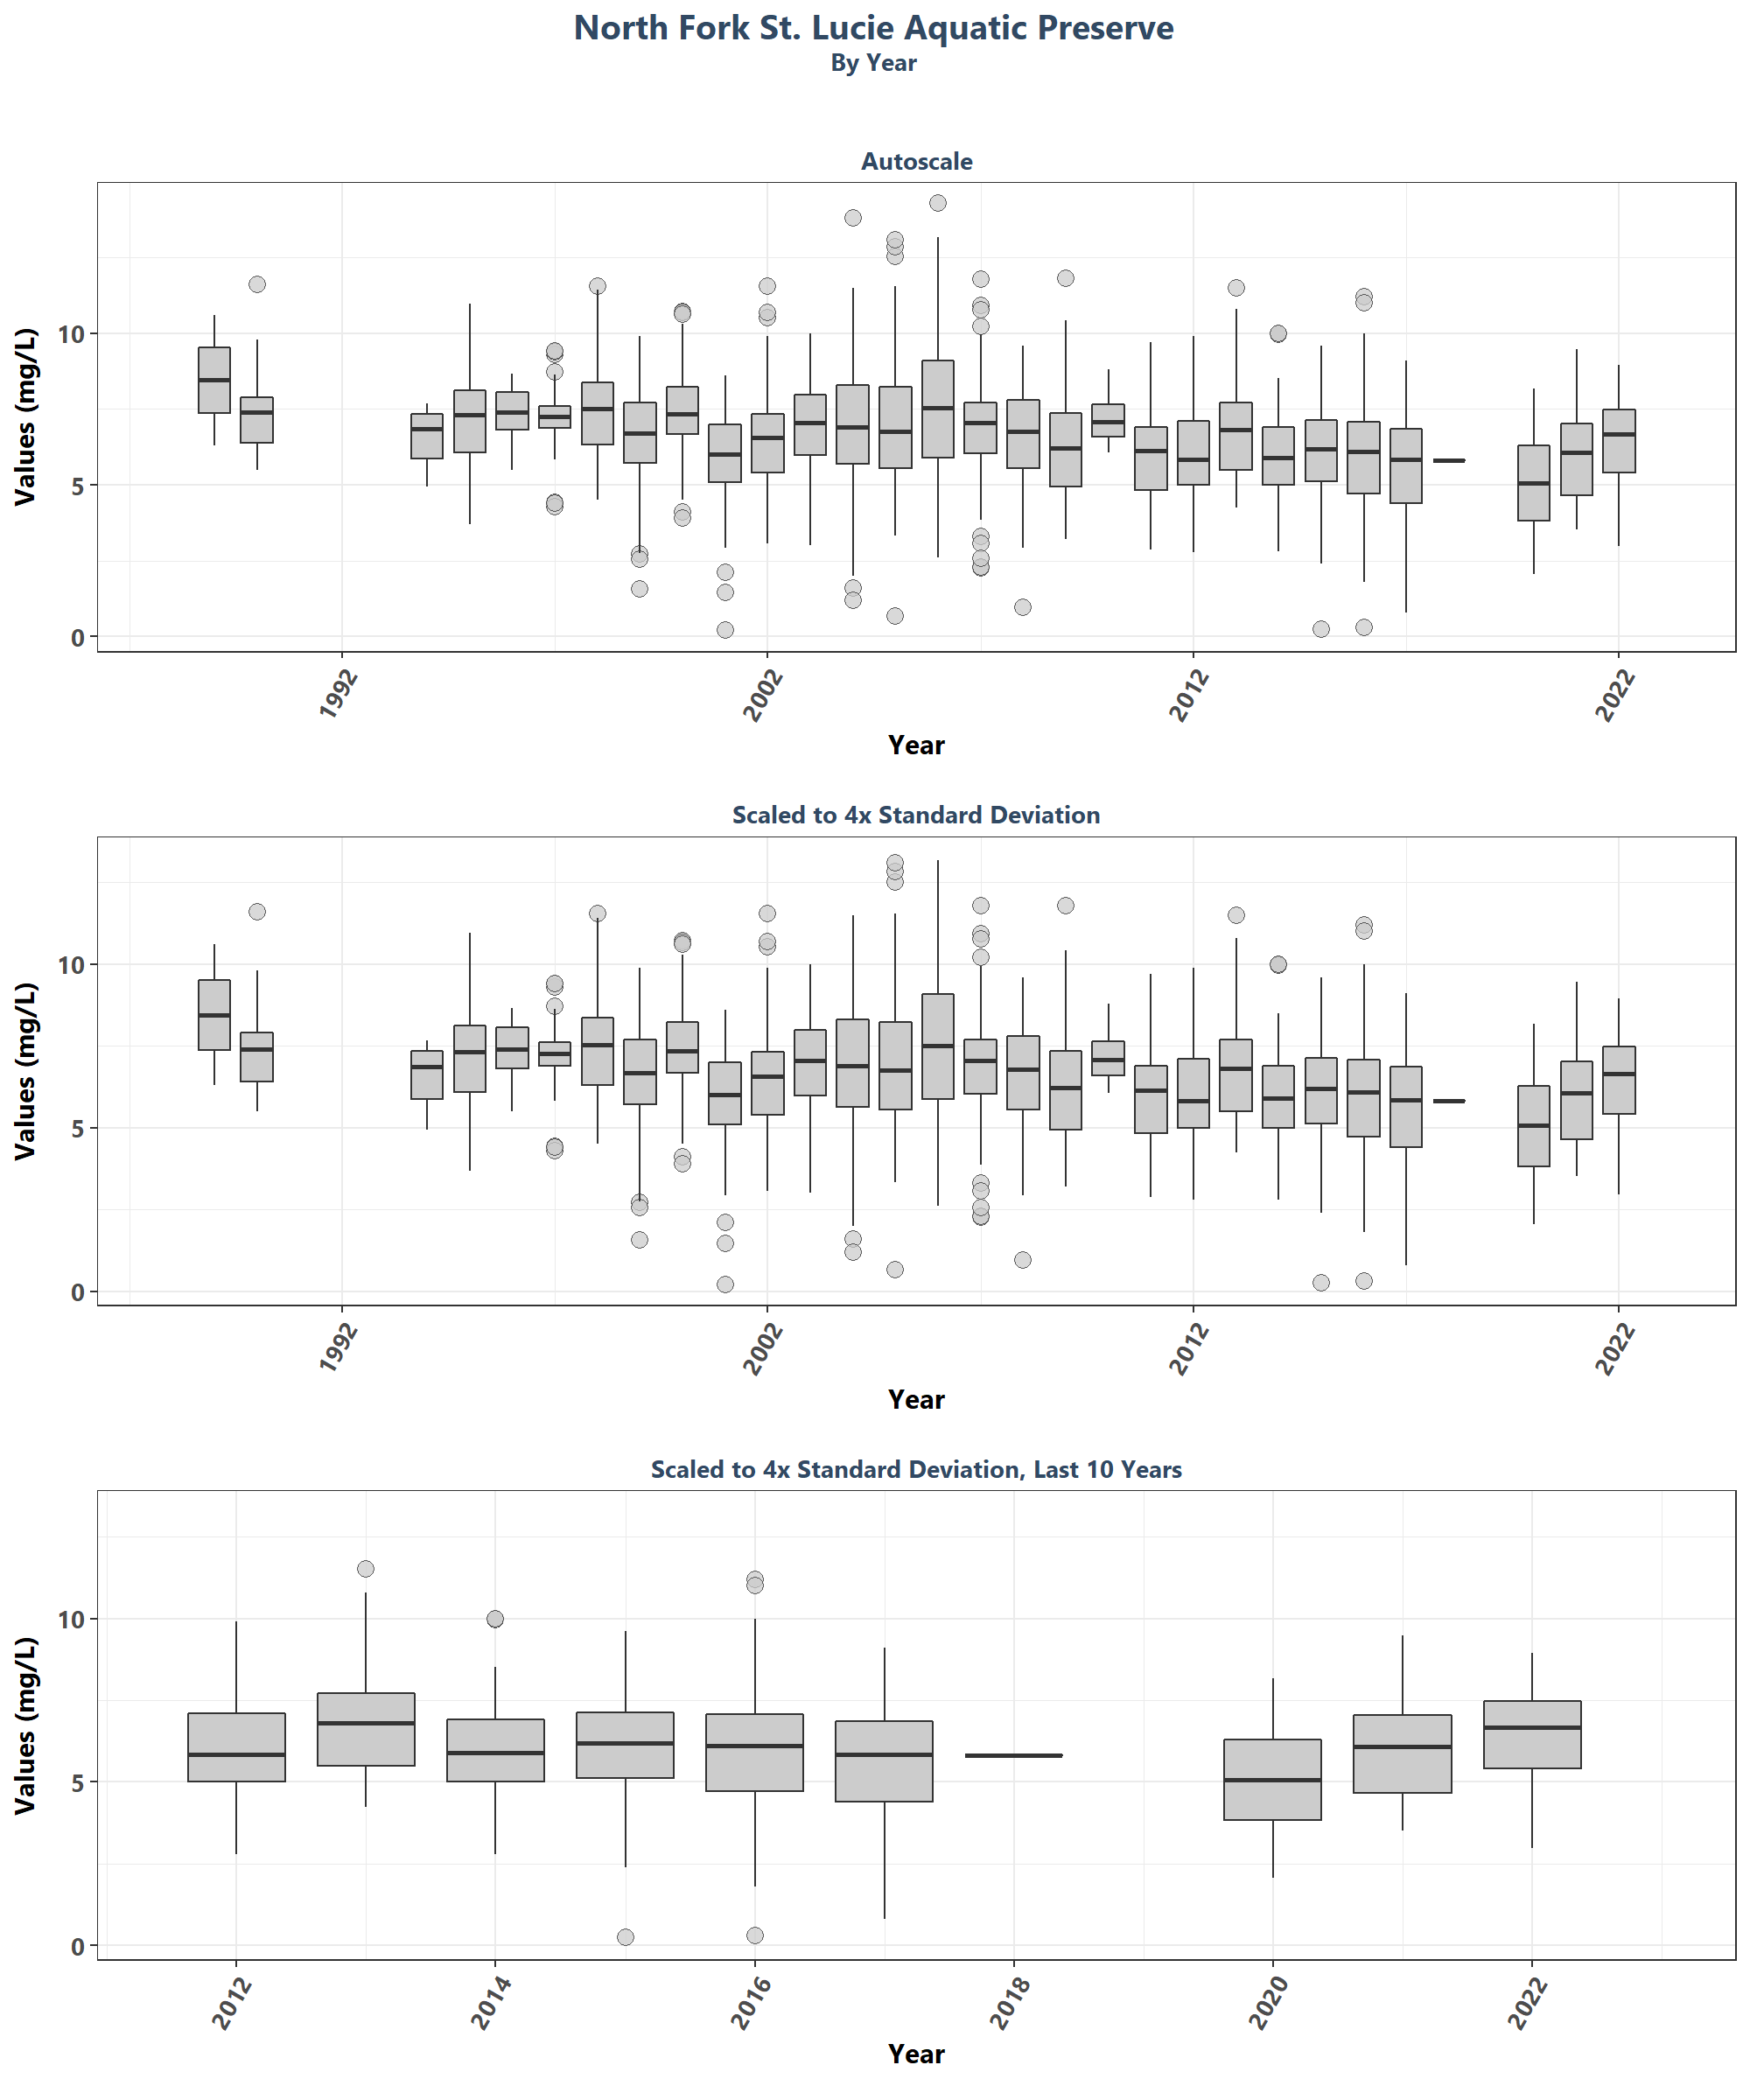 North Fork St. Lucie Aquatic Preserve
By Year
Autoscale
Values (mg/L)
10
5
0
1992 2002 2012 2022
Year
Scaled to 4x Standard Deviation
Values (mg/L)
10
5
0
1992 2002 2012 2022
Year
Scaled to 4x Standard Deviation, Last 10 Years
Values (mg/L)
10
5
0
2012 2014 2016 2018 2020 2022
Year